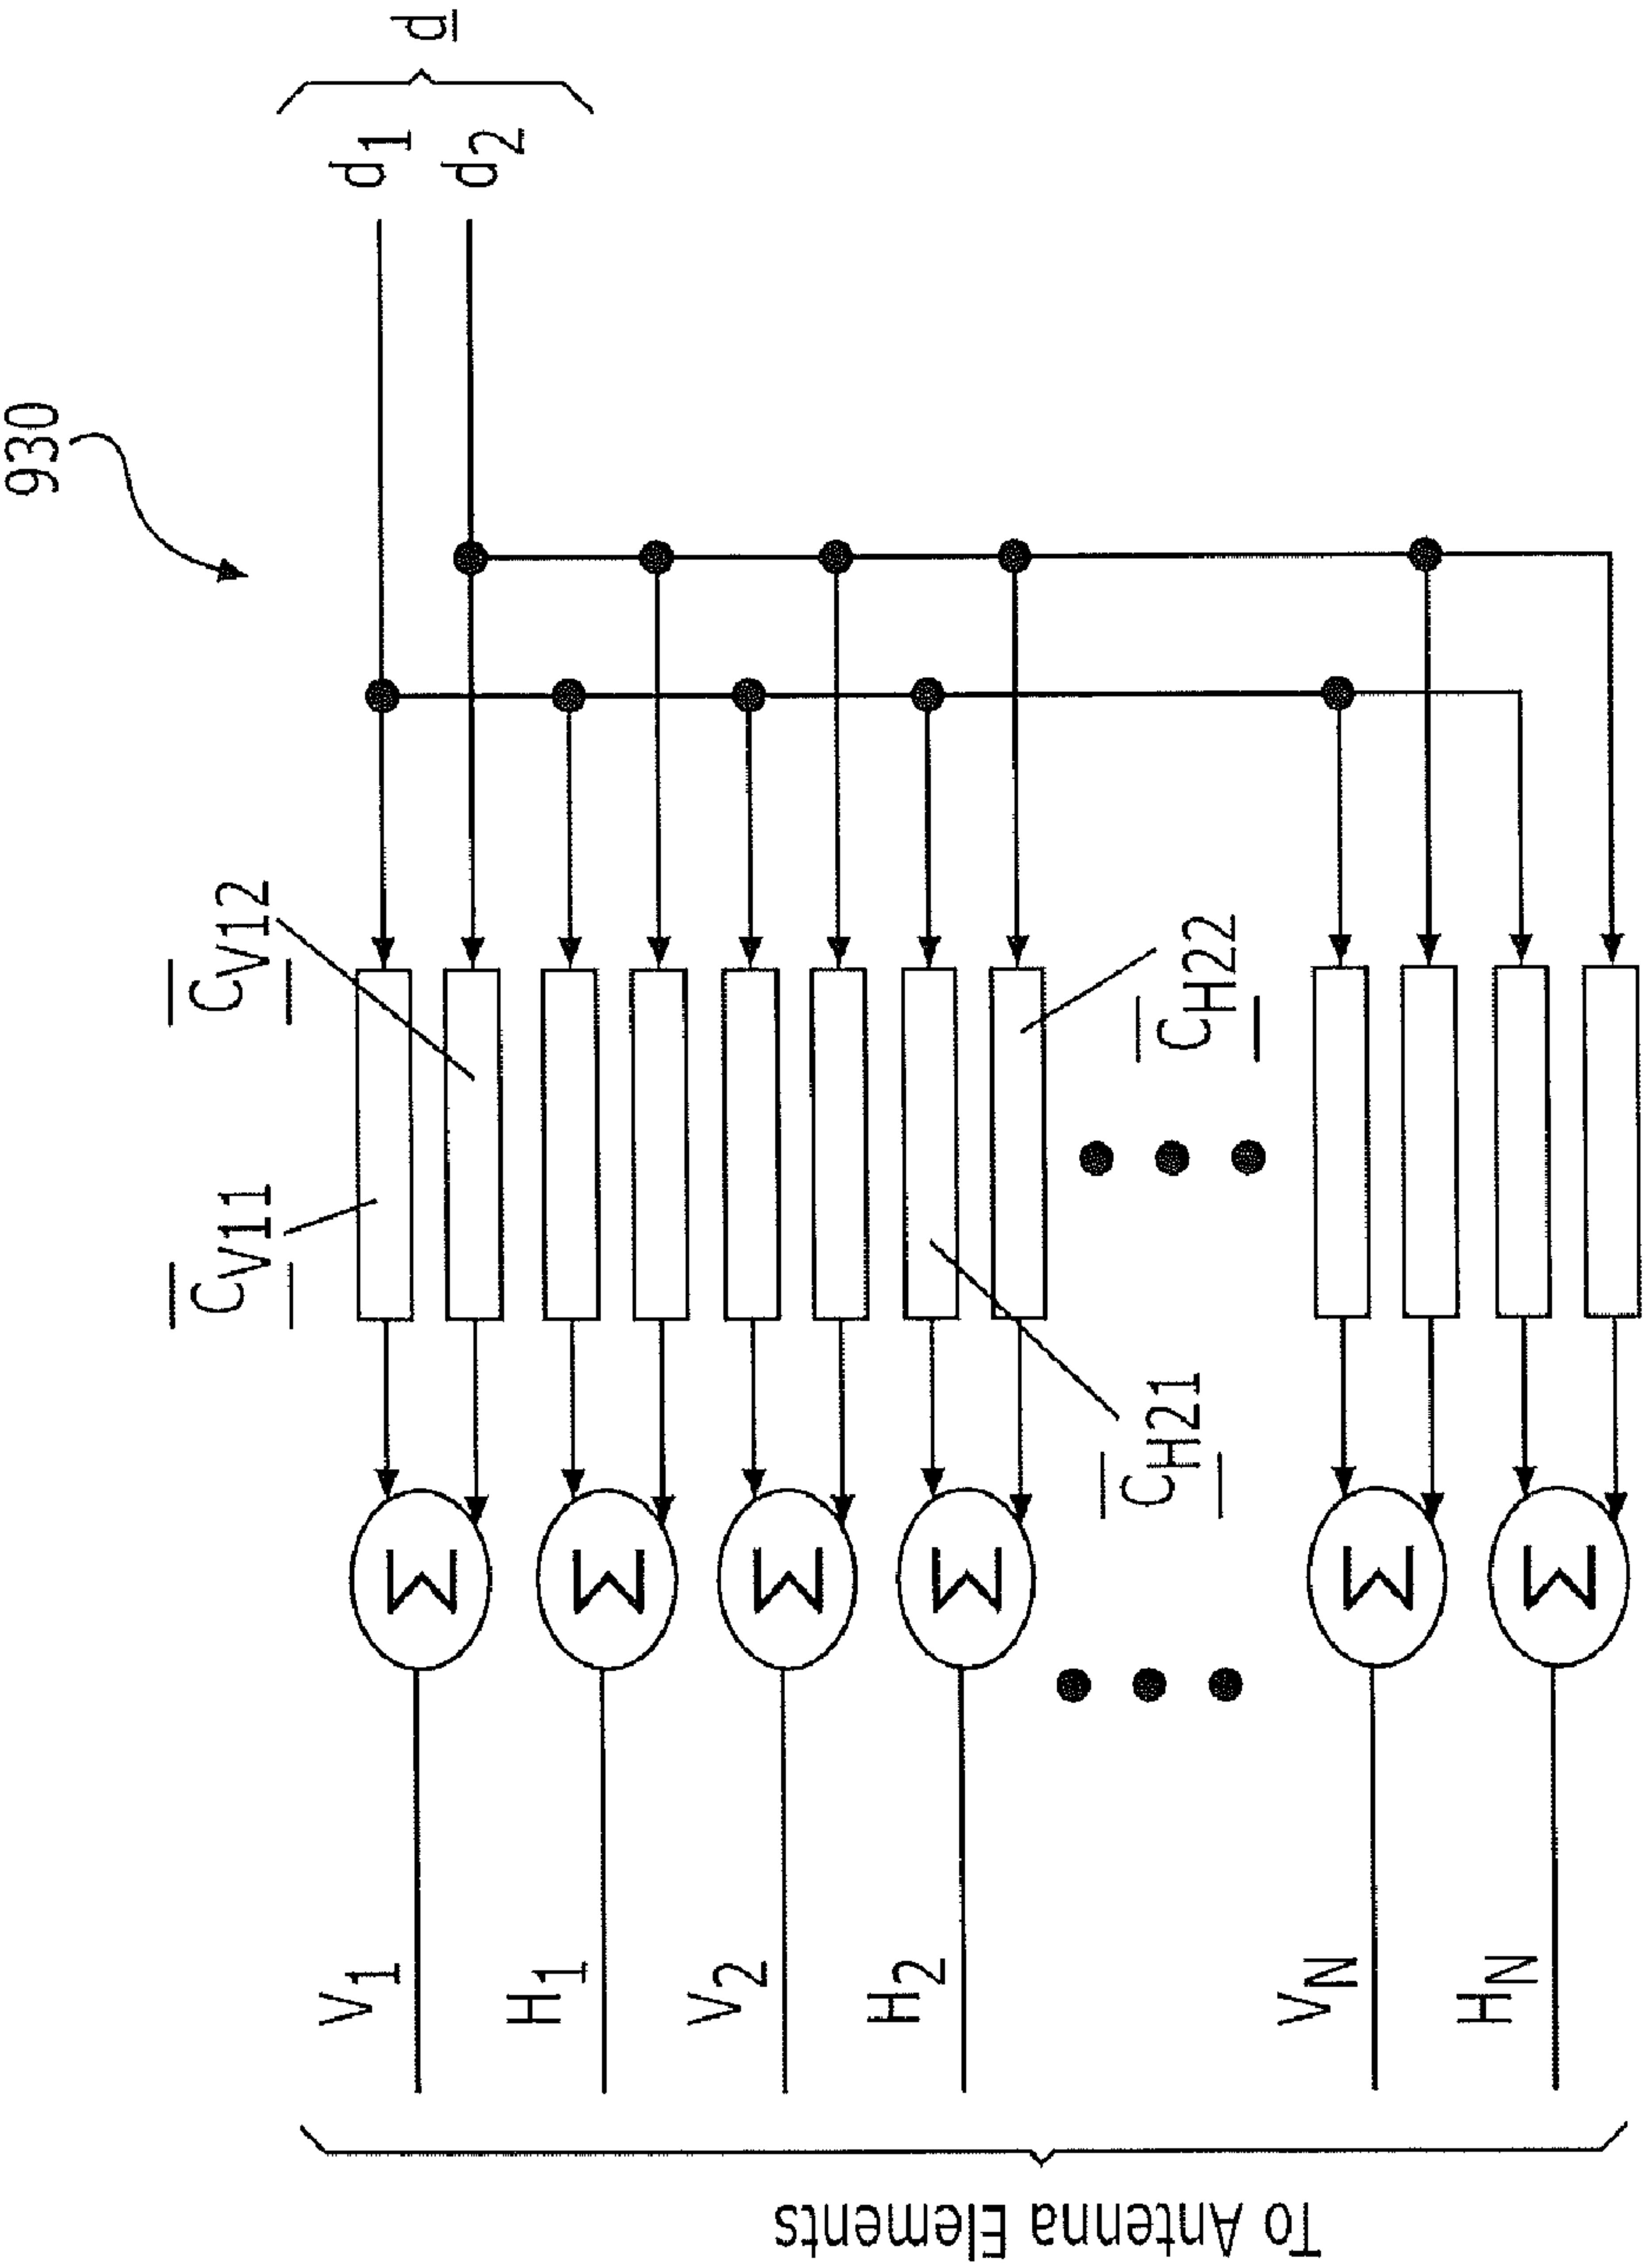 930
d1
d2
d
CV11
CV12
CH21
CH22
Σ
Σ
Σ
Σ
Σ
Σ
V1
H1
V2
H2
VN
HN
To Antenna Elements